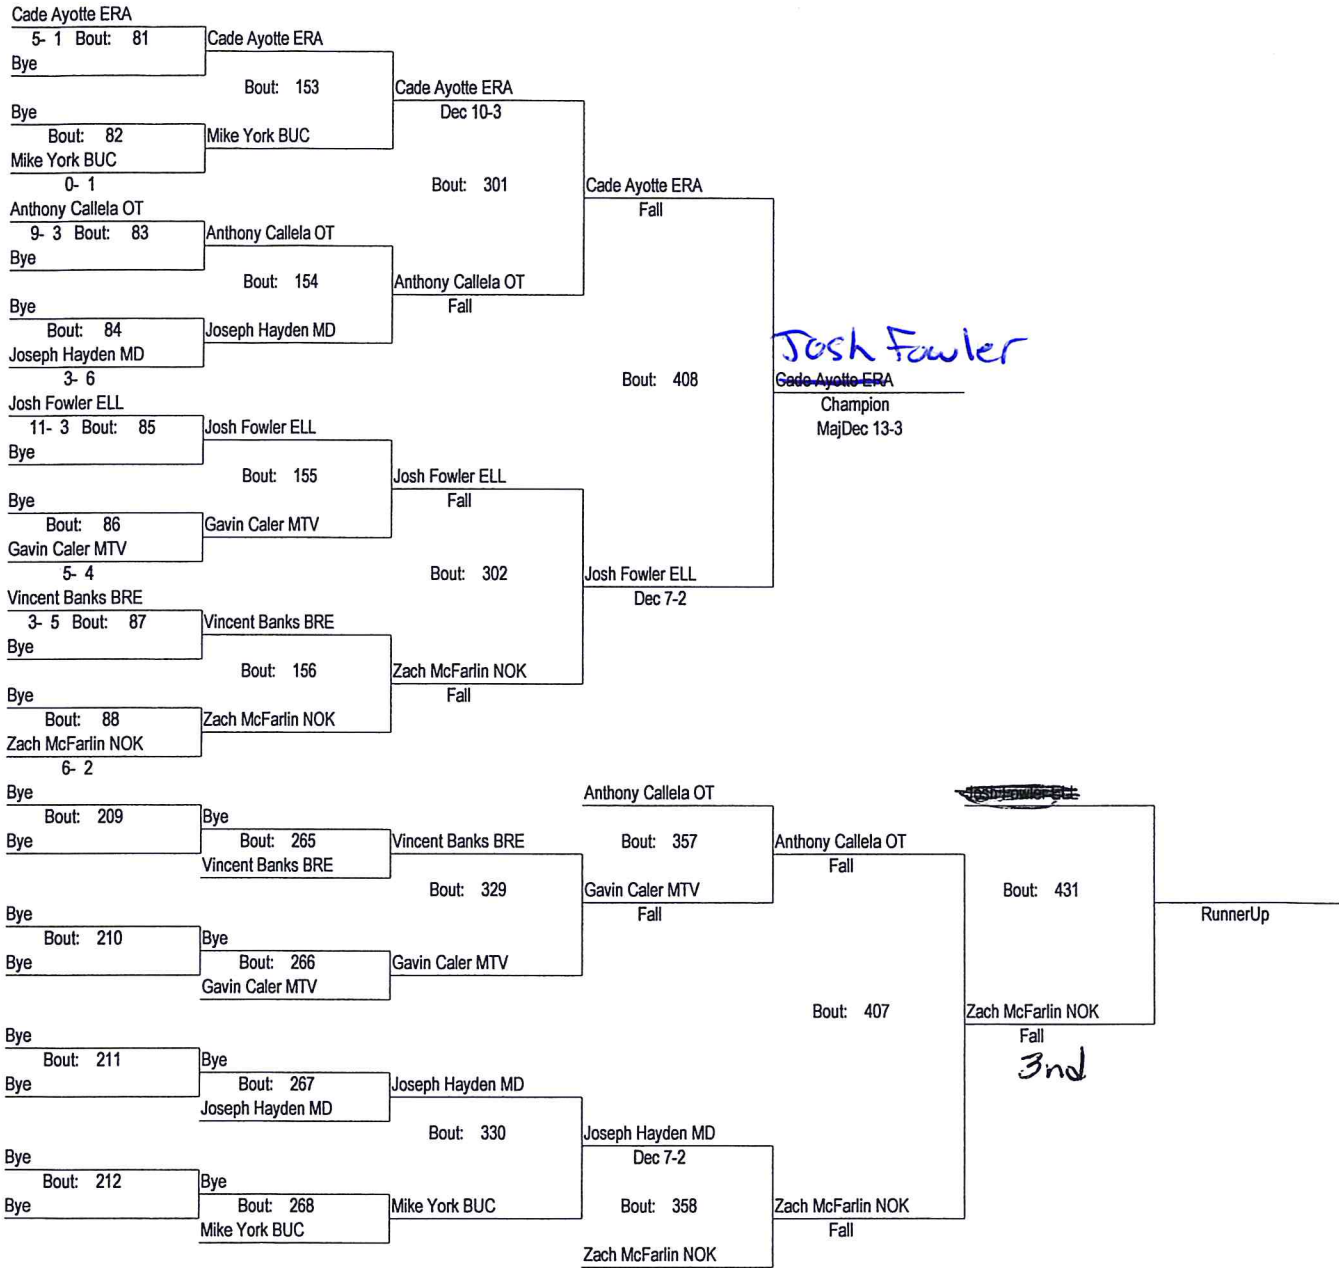 Cade Ayotte ERA
5- 1 Bout: 81
Cade Ayotte ERA
Bye
Bout: 153
Cade Ayotte ERA
Dec 10-3
Bye
Bout: 82
Mike York BUC
Mike York BUC
0- 1
Bout: 301
Cade Ayotte ERA
Fall
Anthony Callela OT
9- 3 Bout: 83
Anthony Callela OT
Bye
Bout: 154
Anthony Callela OT
Fall
Bye
Bout: 84
Joseph Hayden MD
Joseph Hayden MD
3- 6
Josh Fowler
Bout: 408
Cade Ayotte ERA
Champion
MajDec 13-3
Josh Fowler ELL
11- 3 Bout: 85
Josh Fowler ELL
Bye
Bout: 155
Josh Fowler ELL
Fall
Bye
Bout: 86
Gavin Caler MTV
Gavin Caler MTV
5- 4
Bout: 302
Josh Fowler ELL
Dec 7-2
Vincent Banks BRE
3- 5 Bout: 87
Vincent Banks BRE
Bye
Bout: 156
Zach McFarlin NOK
Fall
Bye
Bout: 88
Zach McFarlin NOK
Zach McFarlin NOK
6- 2
Bye
Bout: 209
Bye
Bye
Bout: 265
Vincent Banks BRE
Vincent Banks BRE
Anthony Callela OT
Bout: 357
Anthony Callela OT
Fall
Josh Fowler ELL
Bout: 329
Gavin Caler MTV
Fall
Bout: 431
RunnerUp
Bye
Bout: 210
Bye
Bye
Bout: 266
Gavin Caler MTV
Gavin Caler MTV
Bout: 407
Zach McFarlin NOK
Fall
3nd
Bye
Bout: 211
Bye
Bye
Bout: 267
Joseph Hayden MD
Joseph Hayden MD
Bout: 330
Joseph Hayden MD
Dec 7-2
Bye
Bout: 212
Bye
Bye
Bout: 268
Mike York BUC
Mike York BUC
Bout: 358
Zach McFarlin NOK
Fall
Zach McFarlin NOK